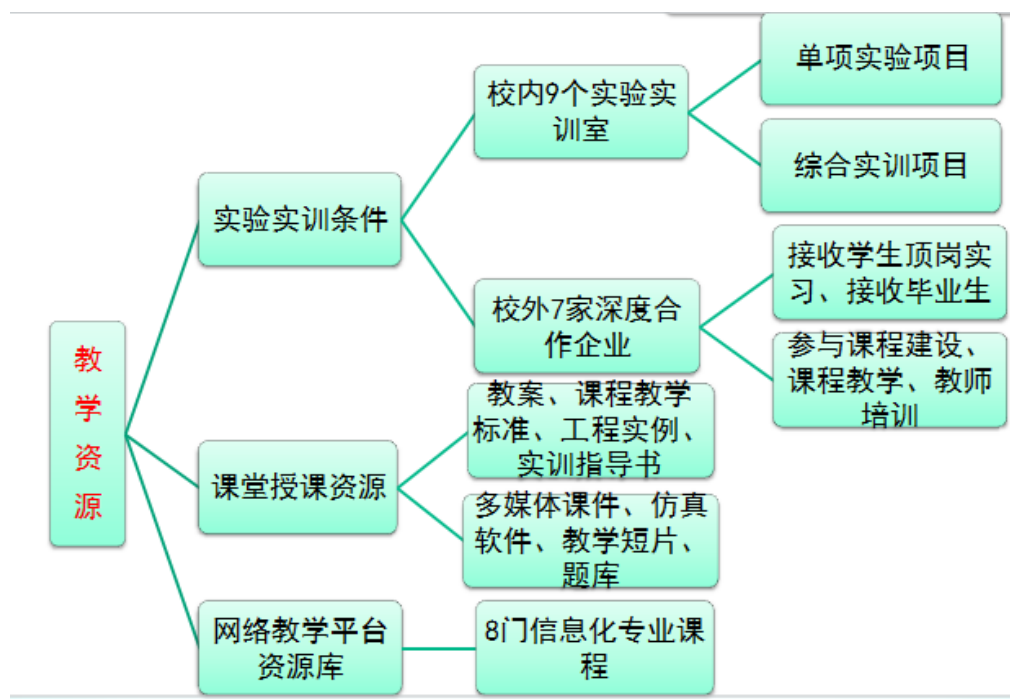 教
学
资
源
实验实训条件
校内9个实验实
训室
单项实验项目
综合实训项目
校外7家深度合
作企业
接收学生顶岗实
习、接收毕业生
参与课程建设、
课程教学、教师
培训
课堂授课资源
教案、课程教学
标准、工程实例、
实训指导书
多媒体课件、仿真
软件、教学短片、
题库
网络教学平台
资源库
8门信息化专业课
程